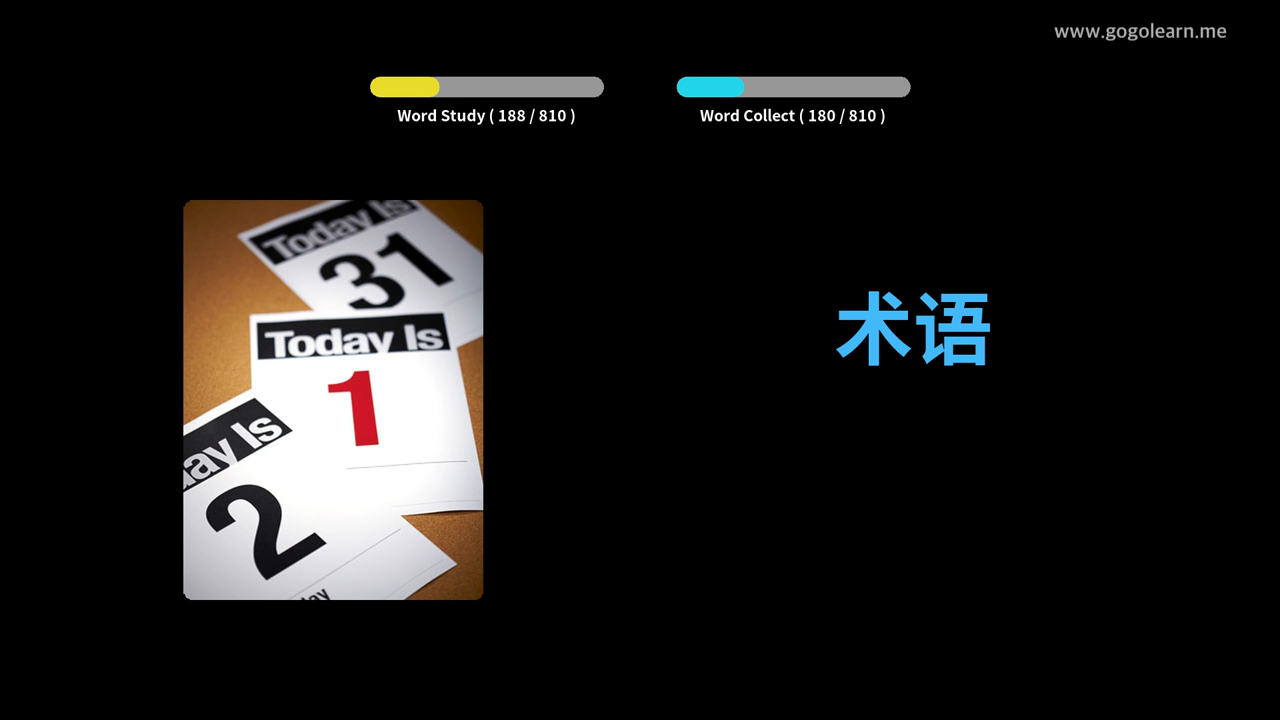 www.gogolearn.me
Word Study ( 188 / 810 )
Word Collect ( 180 / 810 )
Today Is
31
Today Is
1
ay Is
2
术语